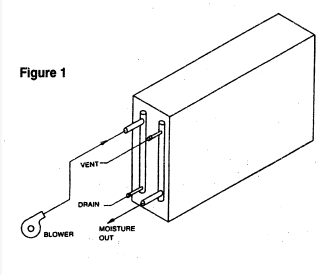 Figure 1
VENT
DRAIN
BLOWER
MOISTURE
OUT